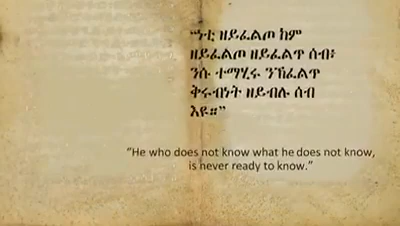 “ነቲ ዘይፈልጦ ከም
ዘይፈልጦ ዘይፈልጥ ሰብ፥
ንሱ ተማሂሩ ንኽፈልጥ
ቅሩብነት ዘይብሉ ሰብ
እዩ።”
“He who does not know what he does not know,
is never ready to know.”